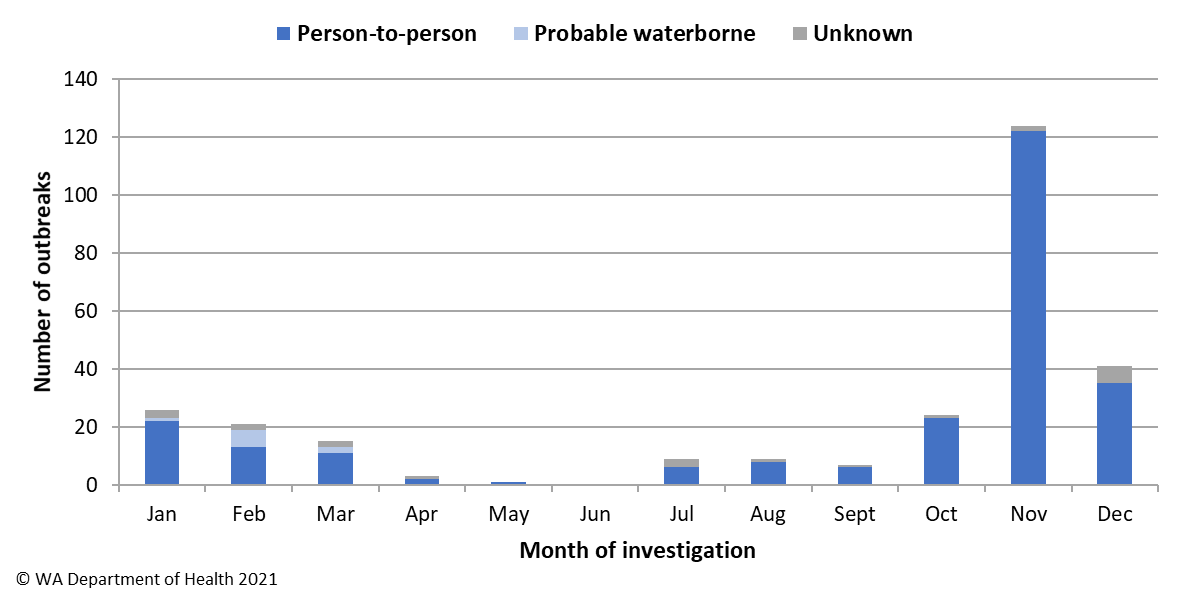 Person-to-person Probable waterborne Unknown
140
120
100
80
60
40
20
0
Number of outbreaks
Jan Feb Mar Apr May Jun Jul Aug Sept Oct Nov Dec
Month of investigation
© WA Department of Health 2021